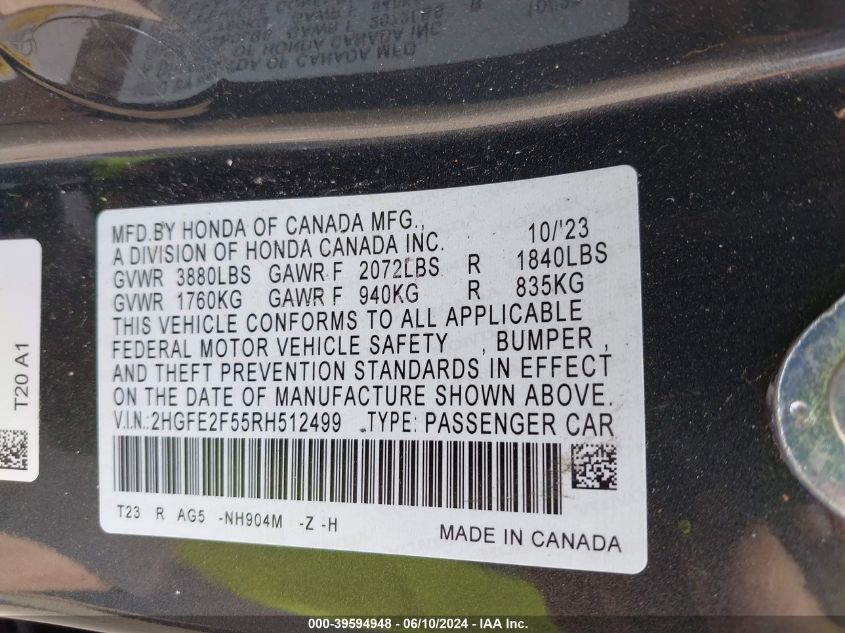 MFD.BY HONDA OF CANADA MFG.,
A DIVISION OF HONDA CANADA INC. 10/'23
GVWR 3880LBS GAWR F 2072LBS R 1840LBS
GVWR 1760KG GAWR F 940KG R 835KG
THIS VEHICLE CONFORMS TO ALL APPLICABLE
FEDERAL MOTOR VEHICLE SAFETY , BUMPER ,
AND THEFT PREVENTION STANDARDS IN EFFECT
ON THE DATE OF MANUFACTURE SHOWN ABOVE.
V.I.N.:2HGFE2F55RH512499 TYPE: PASSENGER CAR
T23 R AG5 -NH904M -Z -H
MADE IN CANADA
T20 A1
000-39594948 - 06/10/2024 - IAA Inc.